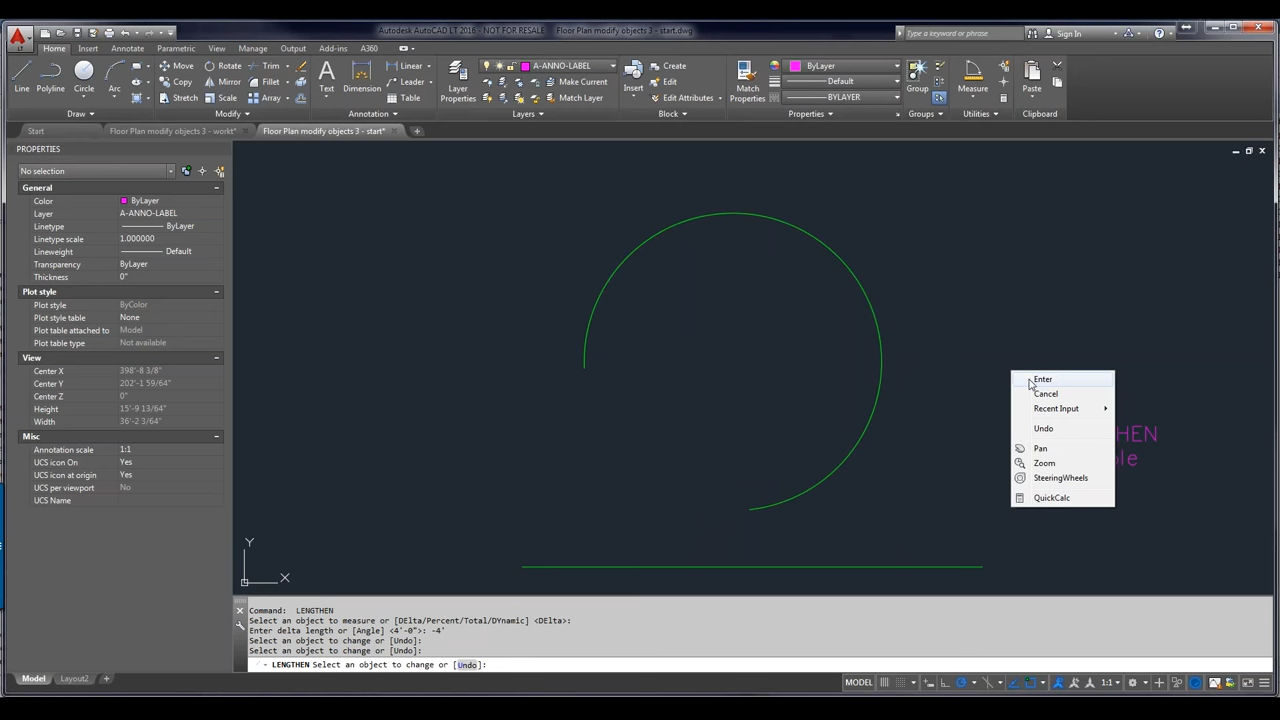 Autodesk AutoCAD LT 2016 - NOT FOR RESALE Floor Plan modify objects 3 - start.dwg
Type a keyword or phrase
Sign In
LT
Home Insert Annotate Parametric View Manage Output Add-ins A360
Line Polyline Circle Arc
Move Rotate Trim
Copy Mirror Fillet
Stretch Scale Array
Text Dimension
Linear
Leader
Table
Layer Properties
A-ANNO-LABEL
Make Current
Match Layer
Insert
Create
Edit
Edit Attributes
Match Properties
ByLayer
Default
BYLAYER
Group
Measure
Paste
Draw Modify Annotation Layers Block Properties Groups Utilities Clipboard
Start Floor Plan modify objects 3 - workt* Floor Plan modify objects 3 - start*
PROPERTIES
No selection
General
Color ByLayer
Layer A-ANNO-LABEL
Linetype ByLayer
Linetype scale 1.000000
Lineweight Default
Transparency ByLayer
Thickness 0"
Plot style
Plot style ByColor
Plot style table None
Plot table attached to Model
Plot table type Not available
View
Center X 398'-8 3/8"
Center Y 202'-1 59/64"
Center Z 0"
Height 15'-9 13/64"
Width 36'-2 3/64"
Misc
Annotation scale 1:1
UCS icon On Yes
UCS icon at origin Yes
UCS per viewport No
UCS Name
Enter
Cancel
Recent Input
Undo
Pan
Zoom
SteeringWheels
QuickCalc
HEN
ple
Y
X
Command: LENGTHEN
Select an object to measure or [DElta/Percent/Total/DYnamic] <DElta>:
Enter delta length or [Angle] <4'-0">: -4'
Select an object to change or [Undo]:
Select an object to change or [Undo]:
LENGTHEN Select an object to change or [Undo]:
Model Layout2 +
MODEL
1:1